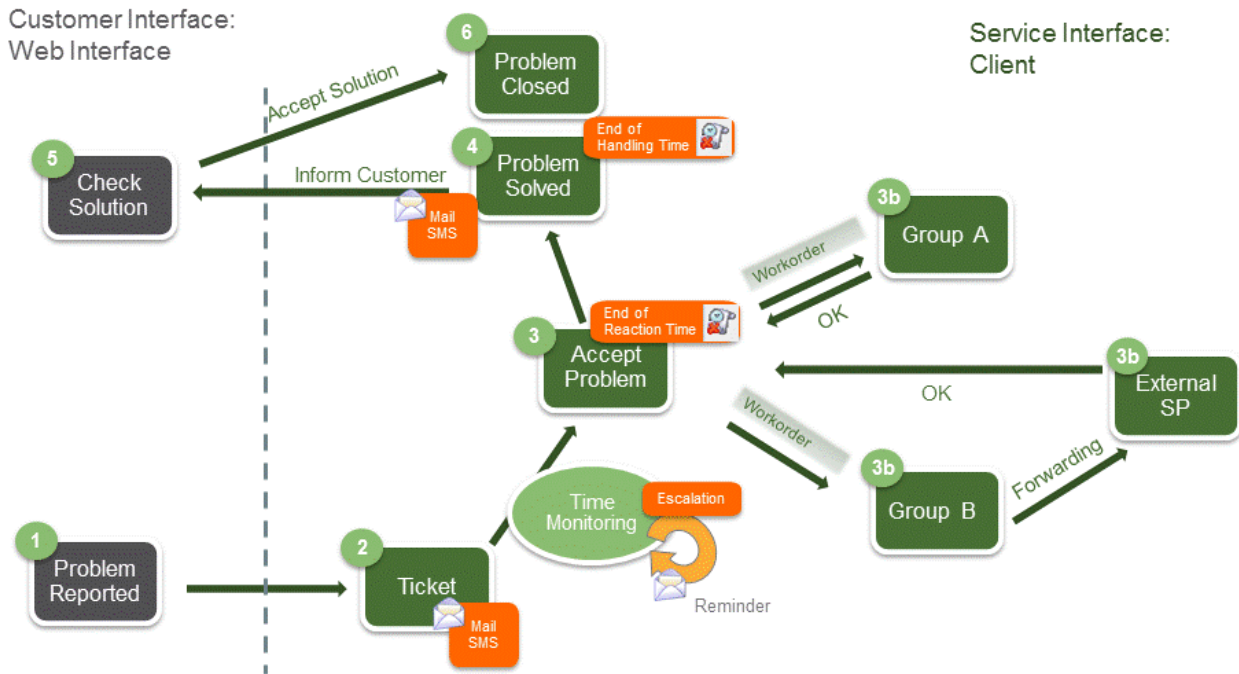 Customer Interface:
Web Interface
Service Interface:
Client
6
Problem
Closed
Accept Solution
End of
Handling Time
5
Check
Solution
4
Problem
Solved
Inform Customer
Mail
SMS
3b
Group A
Workorder
OK
End of
Reaction Time
3
Accept
Problem
3b
External
SP
OK
Workorder
3b
Group B
Forwarding
Time
Monitoring
Escalation
Reminder
1
Problem
Reported
2
Ticket
Mail
SMS